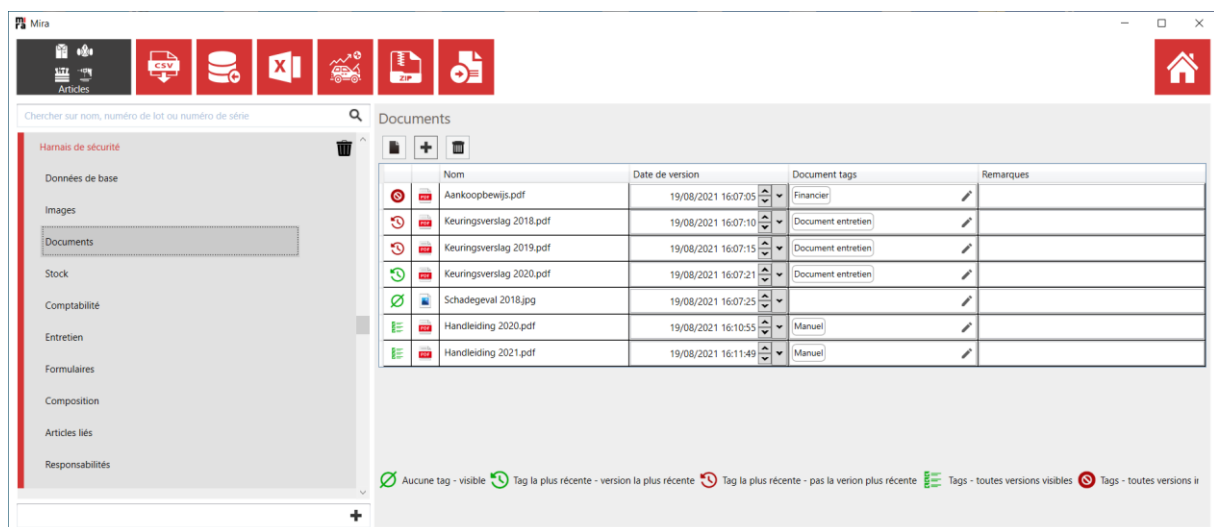 Mira
CSV
X
ZIP
Articles
Chercher sur nom, numéro de lot ou numéro de série
Harnais de sécurité
Données de base
Images
Documents
Stock
Comptabilité
Entretien
Formulaires
Composition
Articles liés
Responsabilités
Documents
Nom Date de version Document tags Remarques
PDF Aankoopbewijs.pdf 19/08/2021 16:07:05 Financier
PDF Keuringsverslag 2018.pdf 19/08/2021 16:07:10 Document entretien
PDF Keuringsverslag 2019.pdf 19/08/2021 16:07:15 Document entretien
PDF Keuringsverslag 2020.pdf 19/08/2021 16:07:21 Document entretien
Schadegeval 2018.jpg 19/08/2021 16:07:25
PDF Handleiding 2020.pdf 19/08/2021 16:10:55 Manuel
PDF Handleiding 2021.pdf 19/08/2021 16:11:49 Manuel
Aucune tag - visible Tag la plus récente - version la plus récente Tag la plus récente - pas la verion plus récente Tags - toutes versions visibles Tags - toutes versions ir